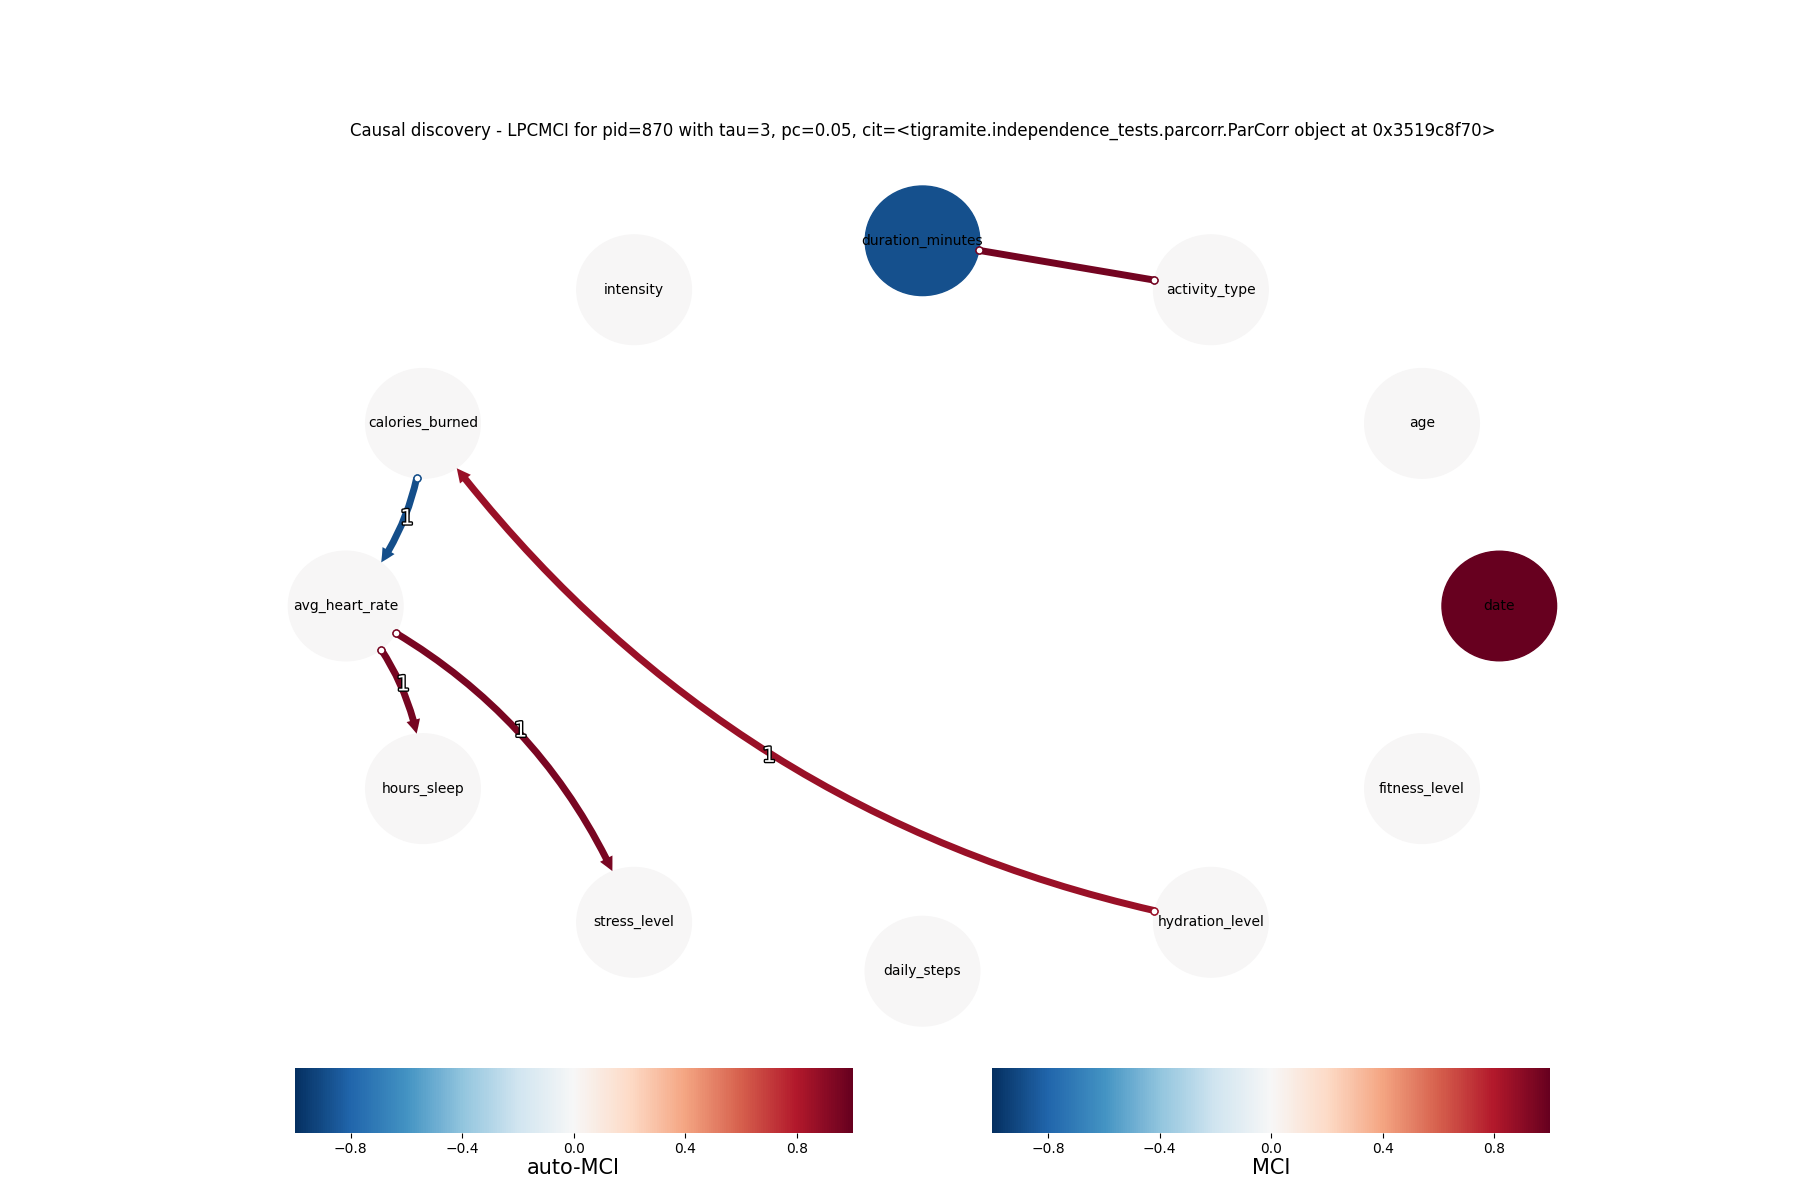 Causal discovery - LPCMCI for pid=870 with tau=3, pc=0.05, cit=<tigramite.independence_tests.parcorr.ParCorr object at 0x3519c8f70>
duration_minutes
intensity
activity_type
calories_burned
age
1
avg_heart_rate
date
1
1
1
hours_sleep
fitness_level
stress_level
hydration_level
daily_steps
−0.8 −0.4 0.0 0.4 0.8
auto-MCI
−0.8 −0.4 0.0 0.4 0.8
MCI